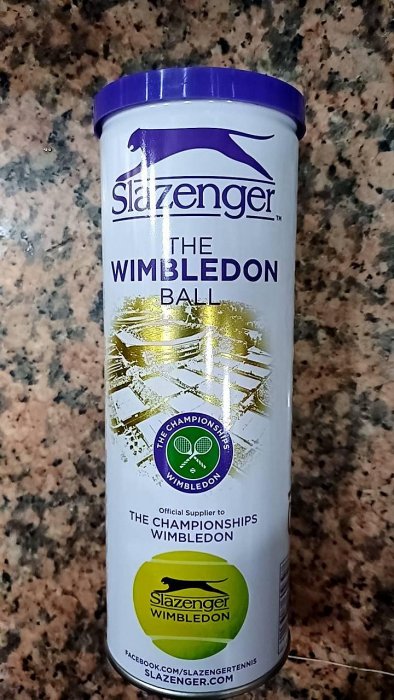 Slazenger™
THE
WIMBLEDON
BALL
THE CHAMPIONSHIPS
WIMBLEDON
Official Supplier to
THE CHAMPIONSHIPS
WIMBLEDON
Slazenger
WIMBLEDON
FACEBOOK.COM/SLAZENGERTENNIS
SLAZENGER.COM